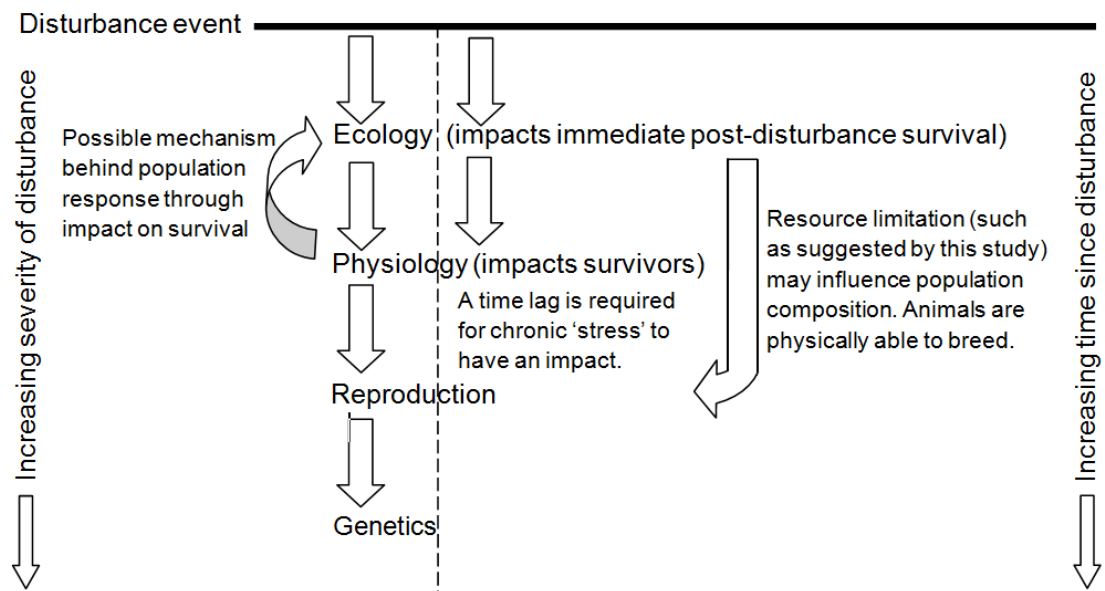 Disturbance event
Increasing severity of disturbance
Possible mechanism
behind population
response through
impact on survival
Ecology (impacts immediate post-disturbance survival)
Physiology (impacts survivors)
A time lag is required
for chronic ‘stress’ to
have an impact.
Resource limitation (such
as suggested by this study)
may influence population
composition. Animals are
physically able to breed.
Reproduction
Genetics
Increasing time since disturbance